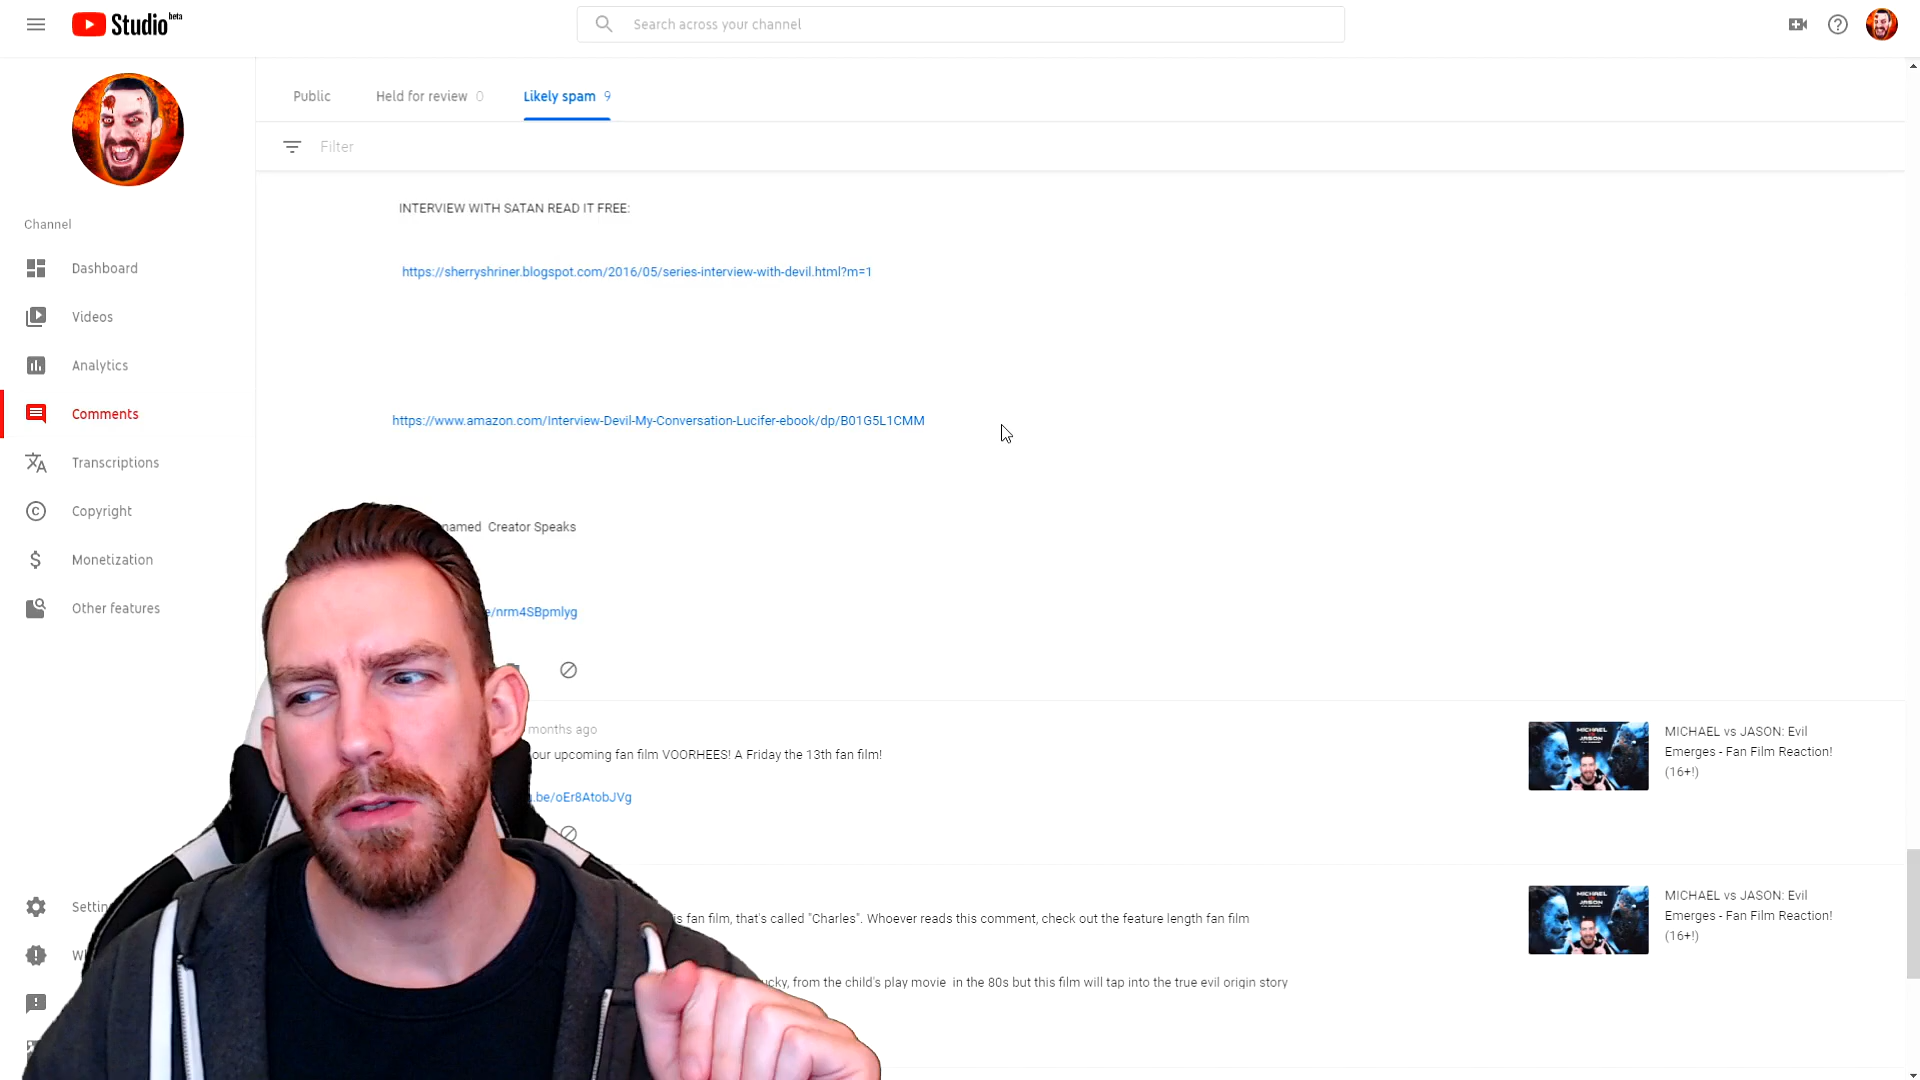 Studio beta
Search across your channel
Public
Held for review 0
Likely spam 9
Filter
Channel
Dashboard
Videos
Analytics
Comments
Transcriptions
Copyright
Monetization
Other features
INTERVIEW WITH SATAN READ IT FREE:
https://sherryshriner.blogspot.com/2016/05/series-interview-with-devil.html?m=1
https://www.amazon.com/Interview-Devil-My-Conversation-Lucifer-ebook/dp/B01G5L1CMM
named Creator Speaks
e/nrm4SBpmlyg
months ago
our upcoming fan film VOORHEES! A Friday the 13th fan film!
.be/oEr8AtobJVg
MICHAEL vs JASON: Evil
Emerges - Fan Film Reaction!
(16+!)
is fan film, that's called "Charles". Whoever reads this comment, check out the feature length fan film
ucky, from the child's play movie in the 80s but this film will tap into the true evil origin story
MICHAEL vs JASON: Evil
Emerges - Fan Film Reaction!
(16+!)
Settin
Wh